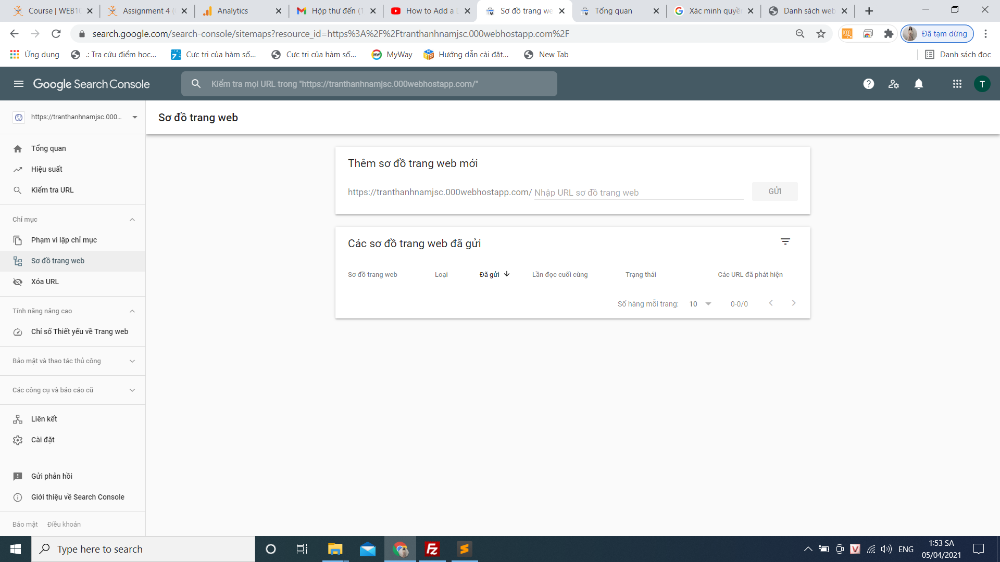 Course | WEB10
Assignment 4 (
Analytics
Hộp thư đến (1
How to Add a D
Sơ đồ trang we
Tổng quan
Xác minh quyền
Danh sách web
search.google.com/search-console/sitemaps?resource_id=https%3A%2F%2Ftranthanhnamjsc.000webhostapp.com%2F
Đã tạm dừng
Ứng dụng
.: Tra cứu điểm học...
Cực trị của hàm số...
Cực trị của hàm số...
MyWay
Hướng dẫn cài đặt...
New Tab
Danh sách đọc
Google Search Console
Kiểm tra mọi URL trong "https://tranthanhnamjsc.000webhostapp.com/"
T
https://tranthanhnamjsc.000...
Sơ đồ trang web
Tổng quan
Hiệu suất
Kiểm tra URL
Chỉ mục
Phạm vi lập chỉ mục
Sơ đồ trang web
Xóa URL
Tính năng nâng cao
Chỉ số Thiết yếu về Trang web
Bảo mật và thao tác thủ công
Các công cụ và báo cáo cũ
Liên kết
Cài đặt
Gửi phản hồi
Giới thiệu về Search Console
Bảo mật Điều khoản
Thêm sơ đồ trang web mới
https://tranthanhnamjsc.000webhostapp.com/ Nhập URL sơ đồ trang web
GỬI
Các sơ đồ trang web đã gửi
Sơ đồ trang web Loại Đã gửi Lần đọc cuối cùng Trạng thái Các URL đã phát hiện
Số hàng mỗi trang: 10 0-0/0
Type here to search
ENG
1:53 SA
05/04/2021